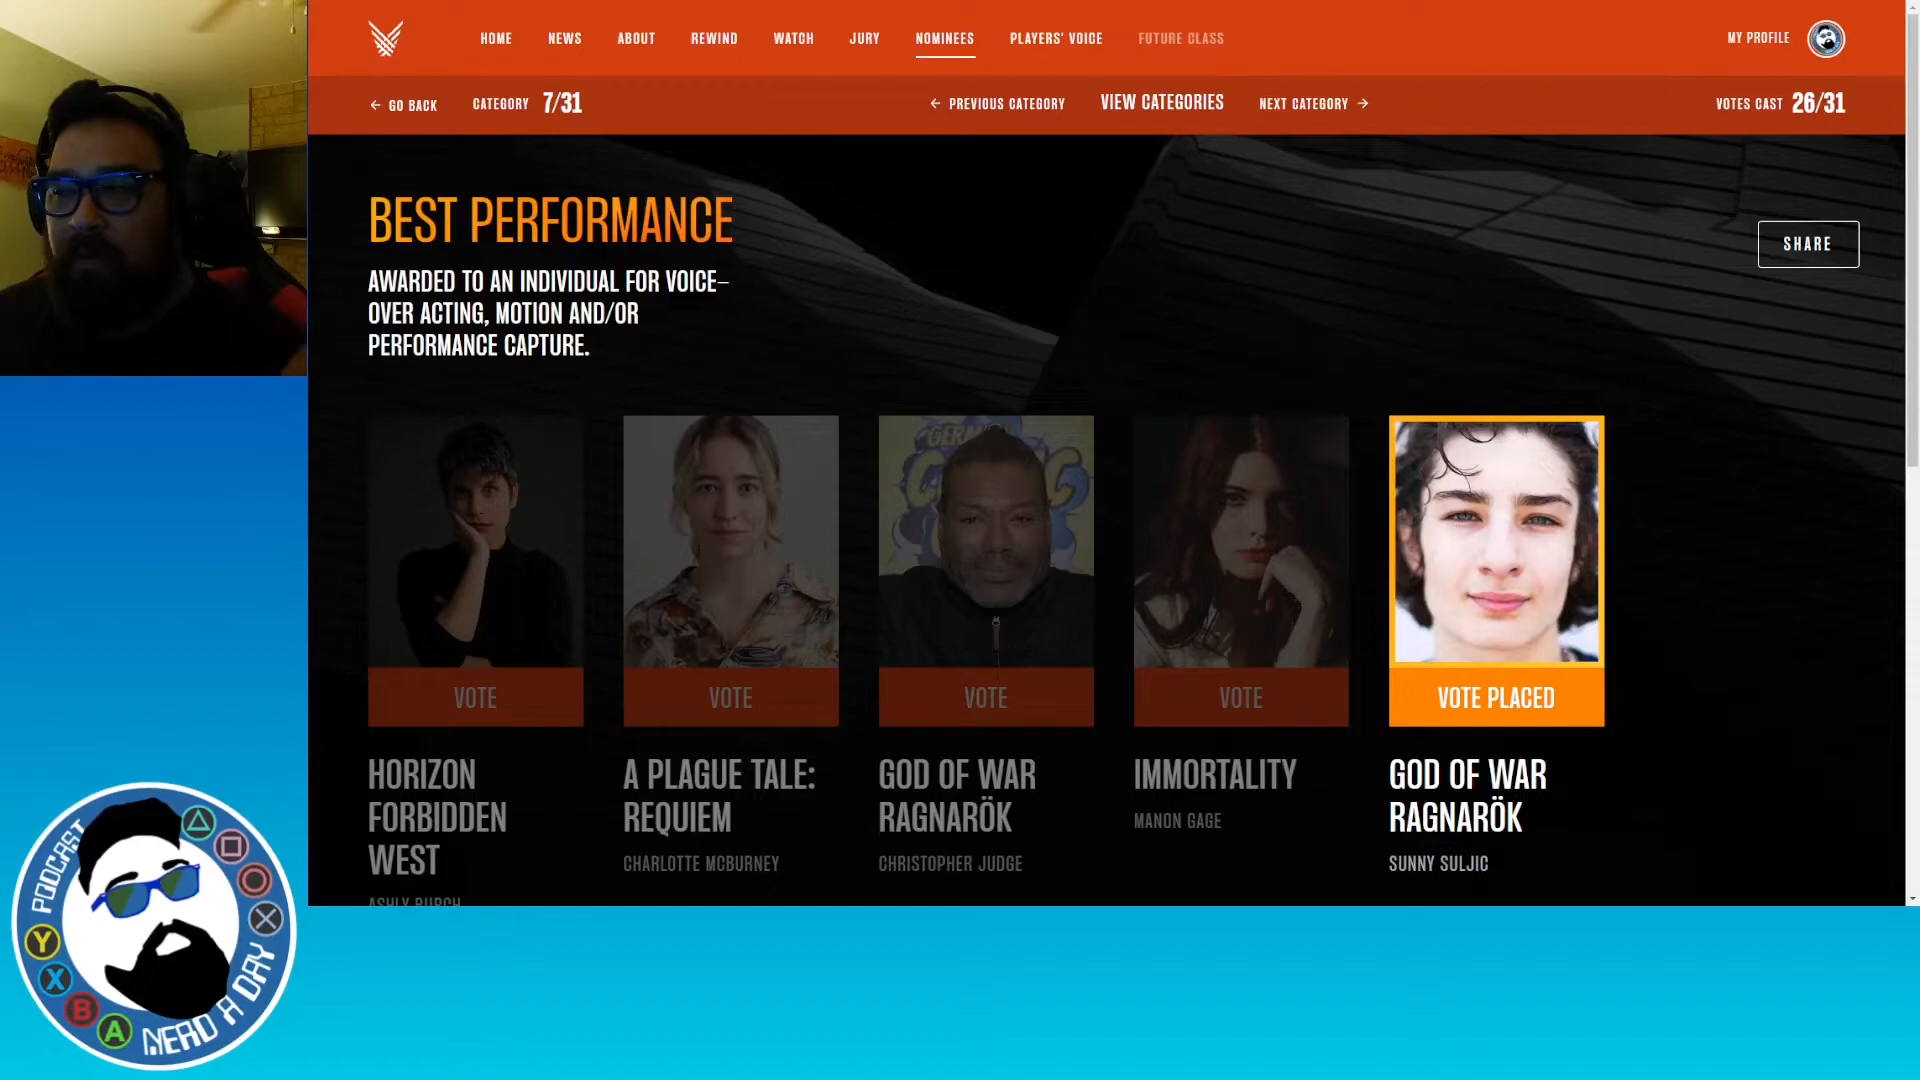 HOME NEWS ABOUT REWIND WATCH JURY NOMINEES PLAYERS' VOICE FUTURE CLASS MY PROFILE
← GO BACK CATEGORY 7/31 ← PREVIOUS CATEGORY VIEW CATEGORIES NEXT CATEGORY → VOTES CAST 26/31
BEST PERFORMANCE
SHARE
AWARDED TO AN INDIVIDUAL FOR VOICE-
OVER ACTING, MOTION AND/OR
PERFORMANCE CAPTURE.
VOTE VOTE VOTE VOTE VOTE PLACED
HORIZON
FORBIDDEN
WEST
ASHLY BURCH
A PLAGUE TALE:
REQUIEM
CHARLOTTE MCBURNEY
GOD OF WAR
RAGNARÖK
CHRISTOPHER JUDGE
IMMORTALITY
MANON GAGE
GOD OF WAR
RAGNARÖK
SUNNY SULJIC
PODCAST
Y
X
B
A
NERD A DAY